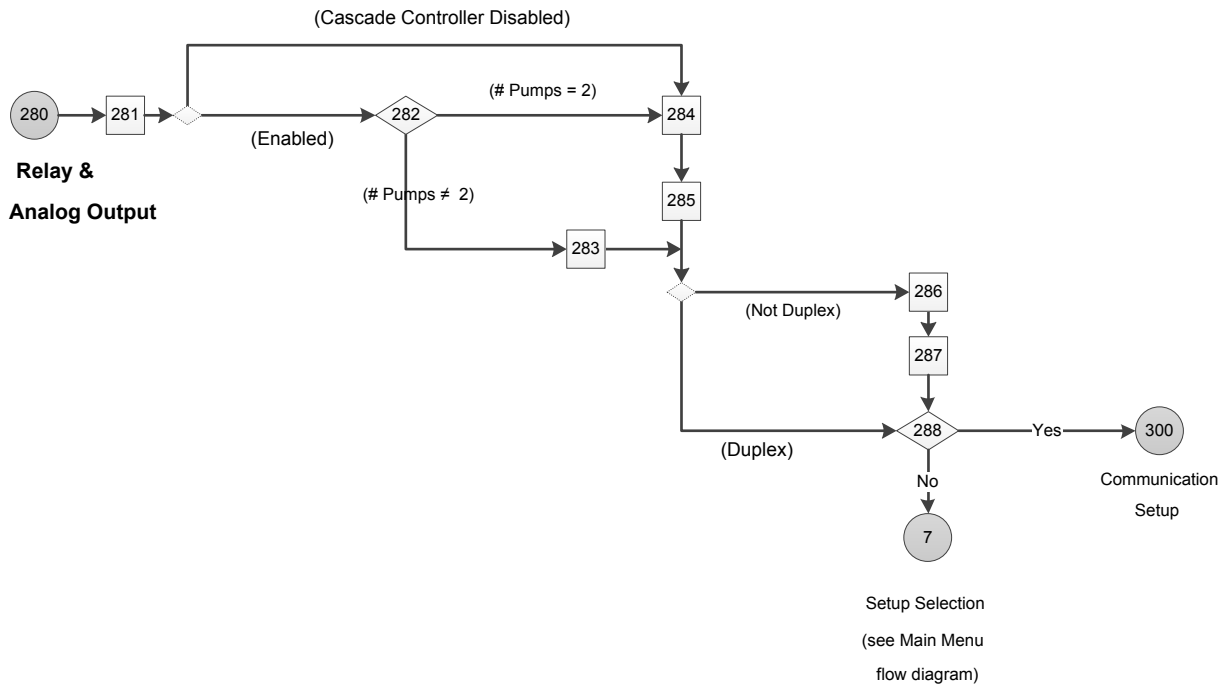 (Cascade Controller Disabled)
(# Pumps = 2)
280
281
282
284
(Enabled)
Relay &
Analog Output
(# Pumps ≠ 2)
285
283
286
(Not Duplex)
287
288
Yes
300
(Duplex)
No
Communication
Setup
7
Setup Selection
(see Main Menu
flow diagram)